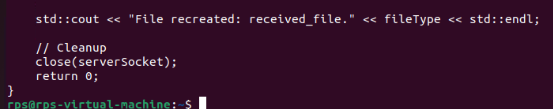 std::cout << "File recreated: received_file." << fileType << std::endl;
// Cleanup
close(serverSocket);
return 0;
}
rps@rps-virtual-machine:~$